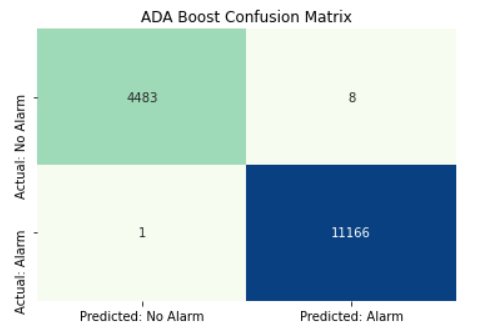 ADA Boost Confusion Matrix
Actual: No Alarm
4483
8
Actual: Alarm
1
11166
Predicted: No Alarm
Predicted: Alarm